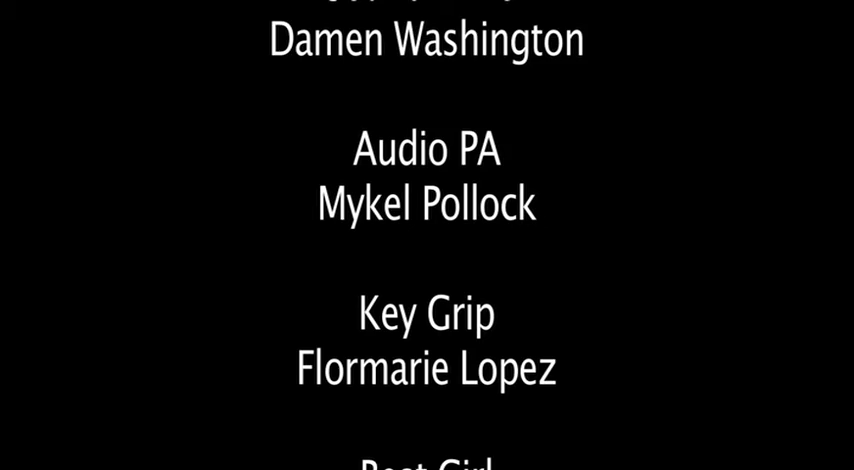 Damen Washington
Audio PA
Mykel Pollock
Key Grip
Flormarie Lopez